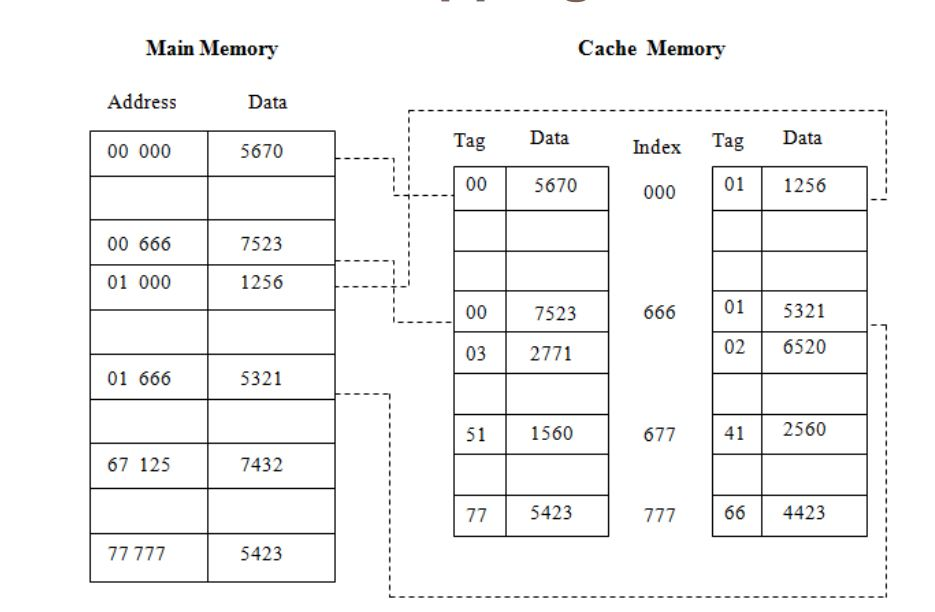 Main Memory
Cache Memory
Address Data
00 000 5670
00 666 7523
01 000 1256
01 666 5321
67 125 7432
77 777 5423
Tag Data Index Tag Data
00 5670 000 01 1256
00 7523 666 01 5321
03 2771 02 6520
51 1560 677 41 2560
77 5423 777 66 4423